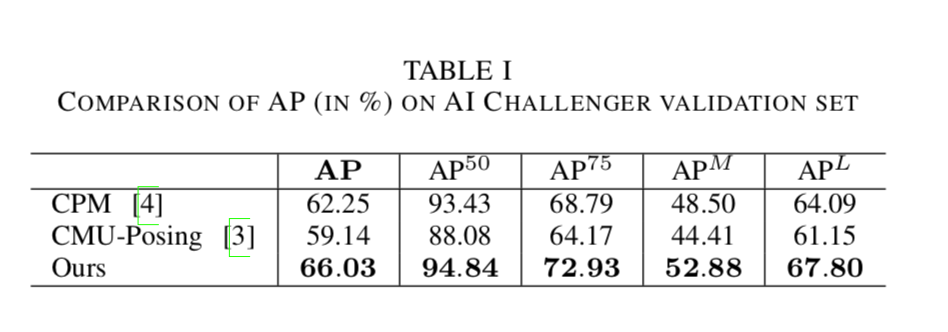 TABLE I
COMPARISON OF AP (IN %) ON AI CHALLENGER VALIDATION SET
AP AP^50 AP^75 AP^M AP^L
CPM [4] 62.25 93.43 68.79 48.50 64.09
CMU-Posing [3] 59.14 88.08 64.17 44.41 61.15
Ours 66.03 94.84 72.93 52.88 67.80